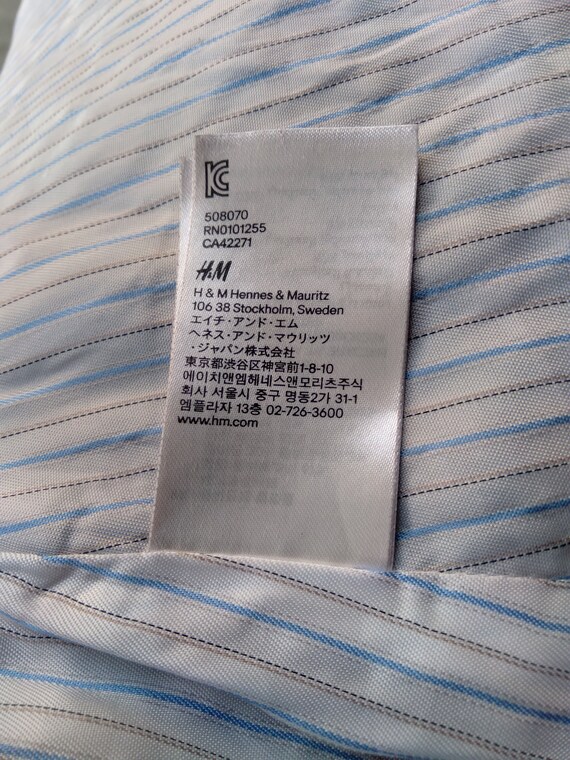 KC
508070
RN0101255
CA42271
H&M
H & M Hennes & Mauritz
106 38 Stockholm, Sweden
エイチ・アンド・エム
ヘネス・アンド・マウリッツ
・ジャパン株式会社
東京都渋谷区神宮前1-8-10
에이치앤엠헤네스앤모리츠주식
회사 서울시 중구 명동2가 31-1
엠플라자 13층 02-726-3600
www.hm.com